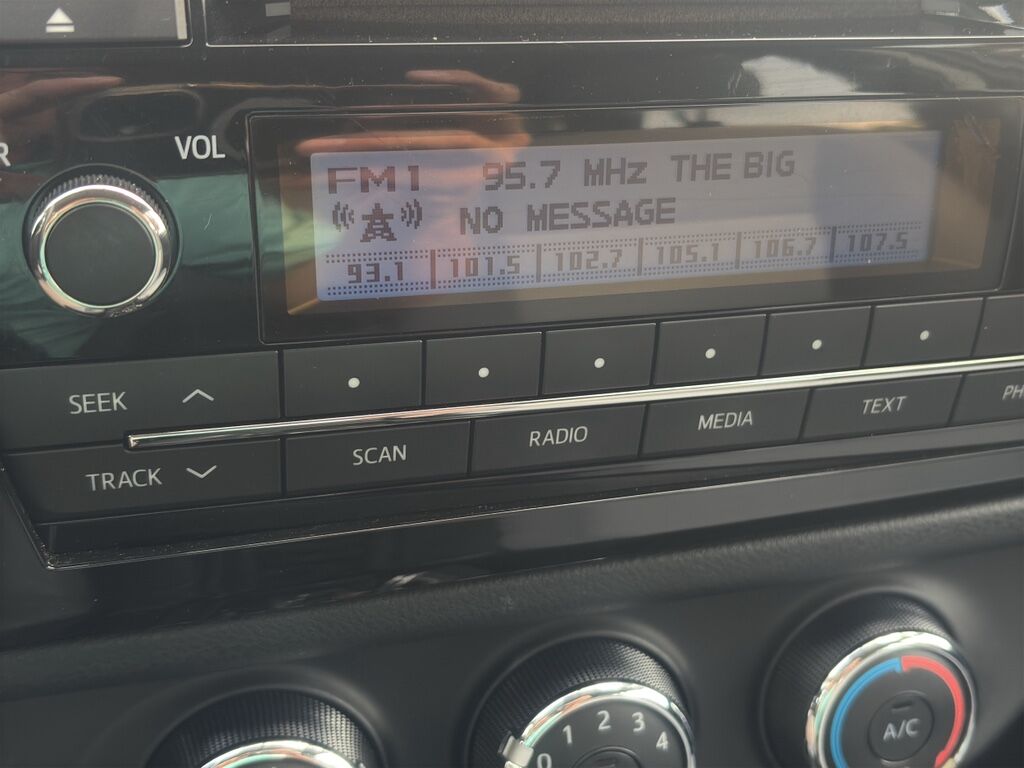 VOL
FM1 95.7 MHz THE BIG
NO MESSAGE
93.1 101.5 102.7 105.1 106.7 107.5
SEEK
TRACK
SCAN
RADIO
MEDIA
TEXT
0 1 2 3 4
A/C